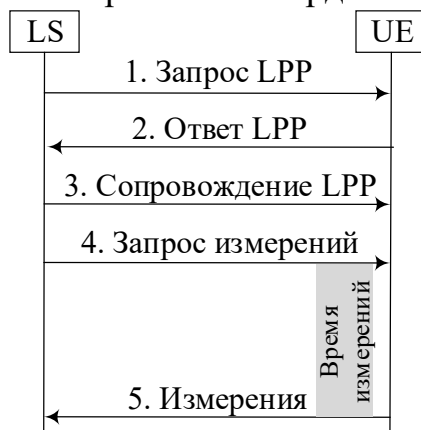 LS
UE
1. Запрос LPP
2. Ответ LPP
3. Сопровождение LPP
4. Запрос измерений
Время
измерений
5. Измерения